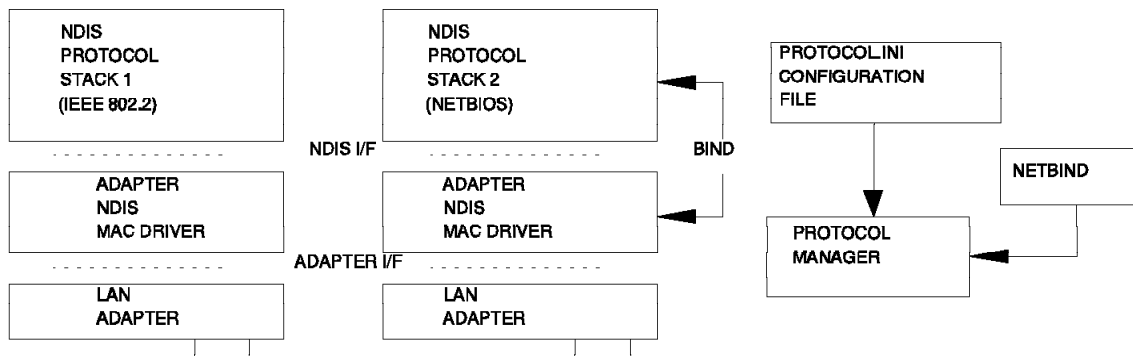 NDIS
PROTOCOL
STACK 1
(IEEE 802.2)
NDIS
PROTOCOL
STACK 2
(NETBIOS)
PROTOCOL.INI
CONFIGURATION
FILE
NDIS I/F
BIND
NETBIND
ADAPTER
NDIS
MAC DRIVER
ADAPTER
NDIS
MAC DRIVER
PROTOCOL
MANAGER
ADAPTER I/F
LAN
ADAPTER
LAN
ADAPTER